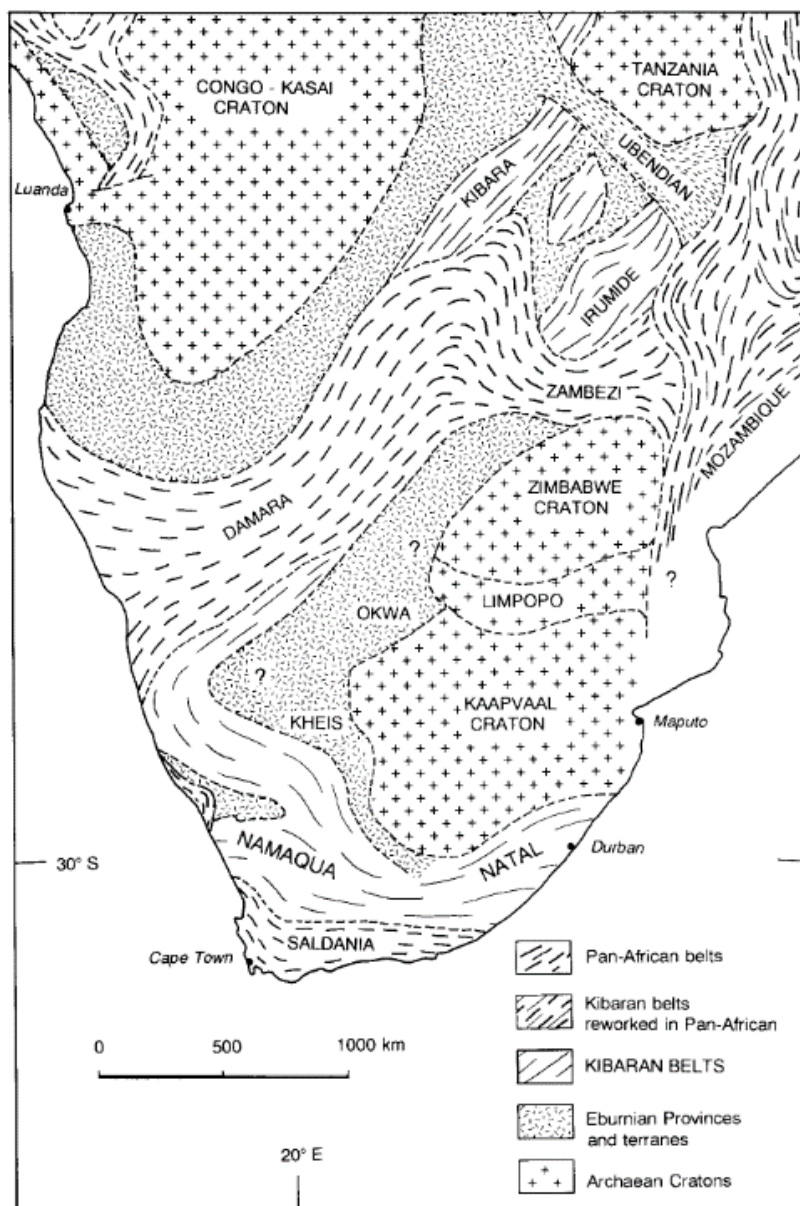 CONGO - KASAI
CRATON
TANZANIA
CRATON
UBENDIAN
KIBARA
Luanda
IRUMIDE
ZAMBEZI
MOZAMBIQUE
ZIMBABWE
CRATON
DAMARA
?
?
LIMPOPO
OKWA
?
KAAPVAAL
CRATON
KHEIS
Maputo
NAMAQUA
NATAL
Durban
30° S
SALDANIA
Cape Town
Pan-African belts
Kibaran belts
reworked in Pan-African
KIBARAN BELTS
Eburnian Provinces
and terranes
Archaean Cratons
0 500 1000 km
20° E